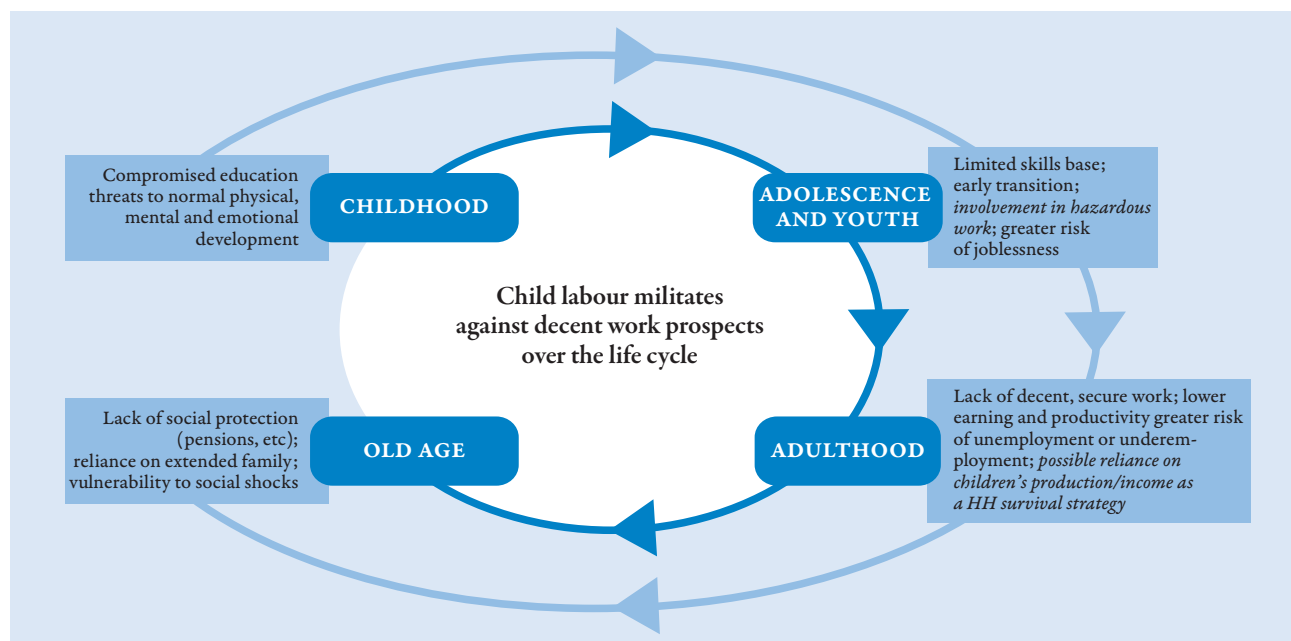 Compromised education
threats to normal physical,
mental and emotional
development
CHILDHOOD
ADOLESCENCE
AND YOUTH
Limited skills base;
early transition;
involvement in hazardous
work; greater risk
of joblessness
Child labour militates
against decent work prospects
over the life cycle
Lack of social protection
(pensions, etc);
reliance on extended family;
vulnerability to social shocks
OLD AGE
ADULTHOOD
Lack of decent, secure work; lower
earning and productivity greater risk
of unemployment or underem-
ployment; possible reliance on
children's production/income as
a HH survival strategy